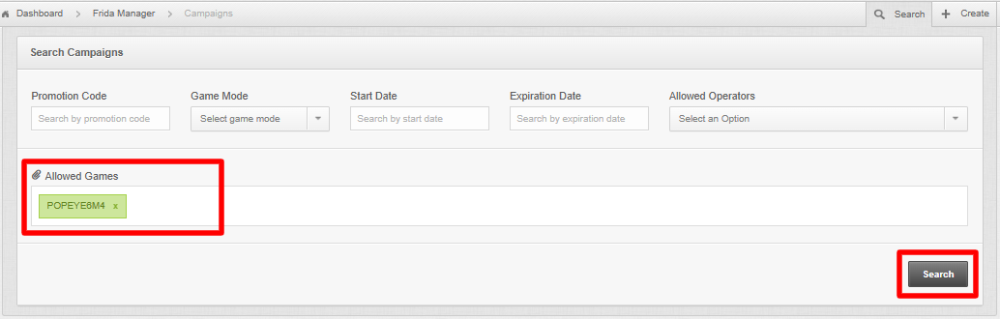 Dashboard > Frida Manager > Campaigns
Search
+ Create
Search Campaigns
Promotion Code
Game Mode
Start Date
Expiration Date
Allowed Operators
Search by promotion code
Select game mode
Search by start date
Search by expiration date
Select an Option
Allowed Games
POPEYE6M4 x
Search